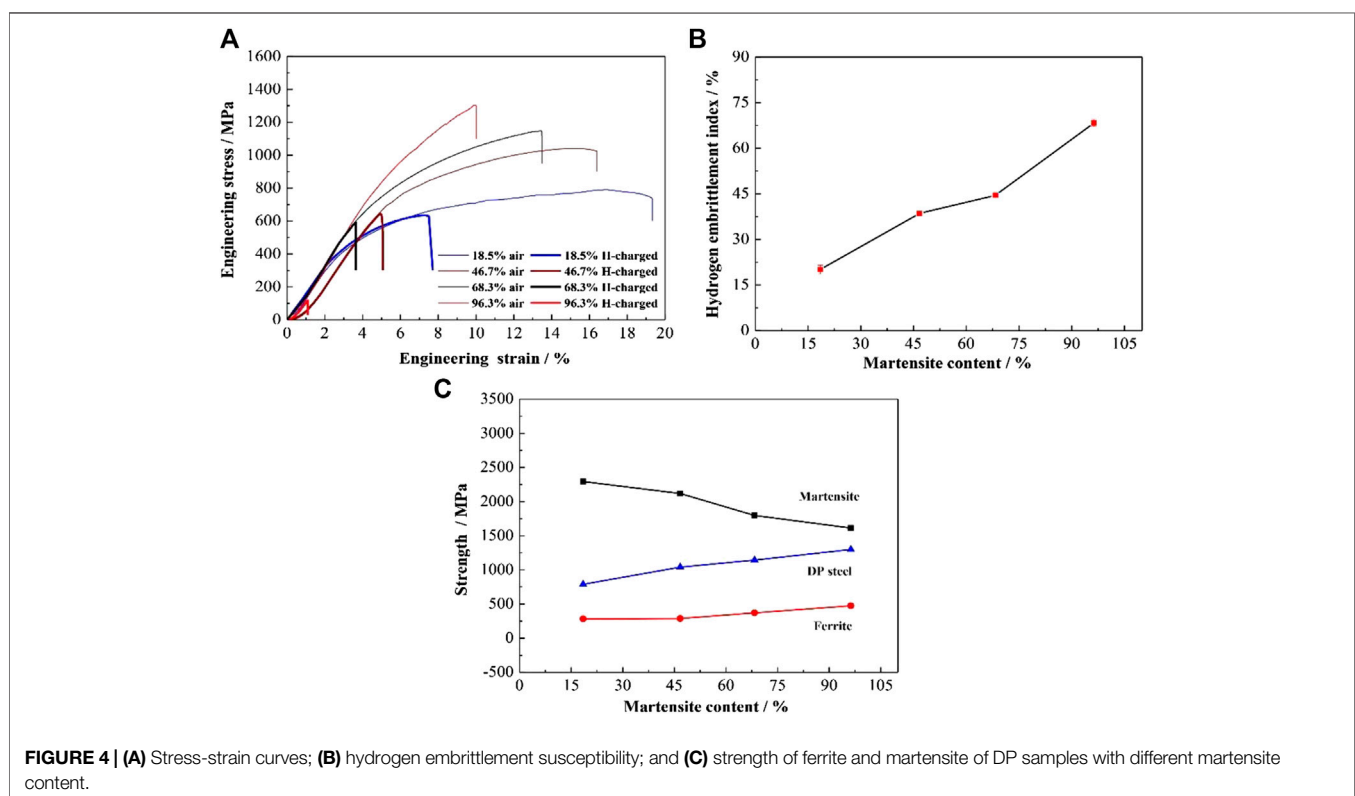 A
1600
1400
1200
1000
800
600
400
200
0
0 2 4 6 8 10 12 14 16 18 20
Engineering stress / MPa
Engineering strain / %
18.5% air 18.5% H-charged
46.7% air 46.7% H-charged
68.3% air 68.3% H-charged
96.3% air 96.3% H-charged
B
90
75
60
45
30
15
0
0 15 30 45 60 75 90 105
Hydrogen embrittlement index / %
Martensite content / %
C
3500
3000
2500
2000
1500
1000
500
0
-500
0 15 30 45 60 75 90 105
Strength / MPa
Martensite content / %
Martensite
DP steel
Ferrite
FIGURE 4 | (A) Stress-strain curves; (B) hydrogen embrittlement susceptibility; and (C) strength of ferrite and martensite of DP samples with different martensite
content.